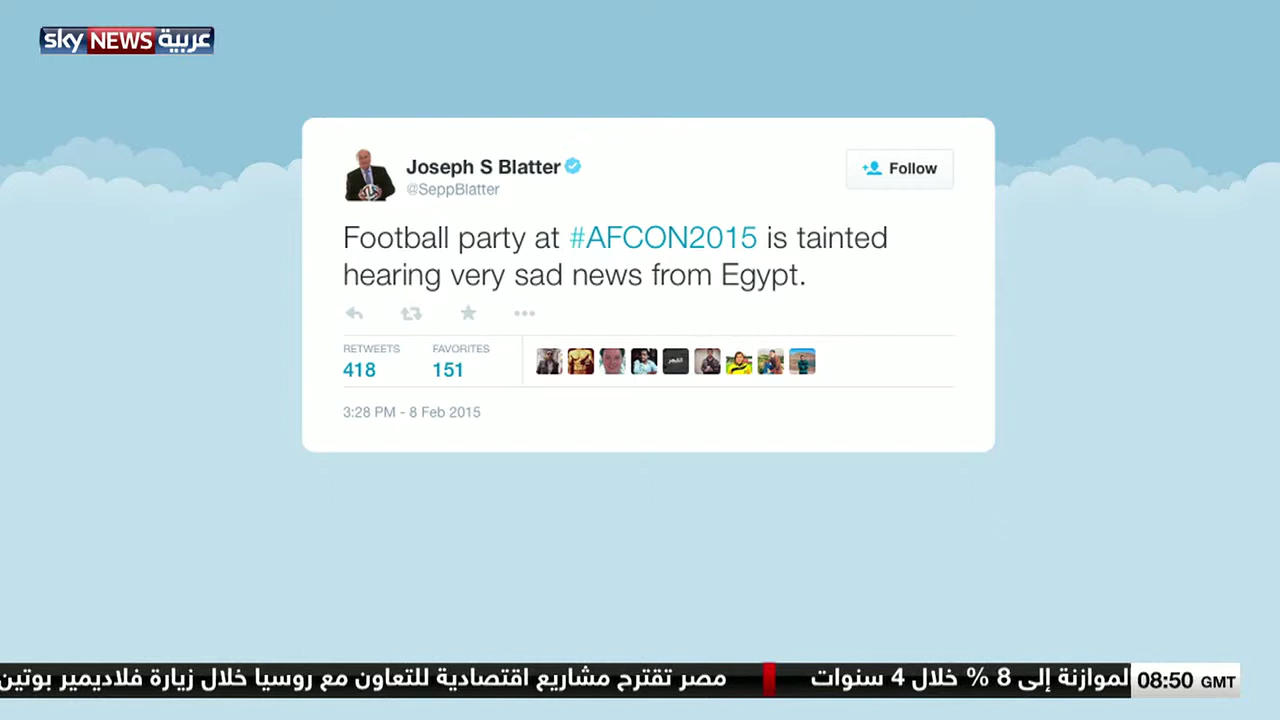 sky NEWS عربية
Joseph S Blatter
@SeppBlatter
Follow
Football party at #AFCON2015 is tainted
hearing very sad news from Egypt.
RETWEETS
418
FAVORITES
151
3:28 PM - 8 Feb 2015
لموازنة إلى 8 % خلال 4 سنوات
مصر تقترح مشاريع اقتصادية للتعاون مع روسيا خلال زيارة فلاديمير بوتين
08:50 GMT